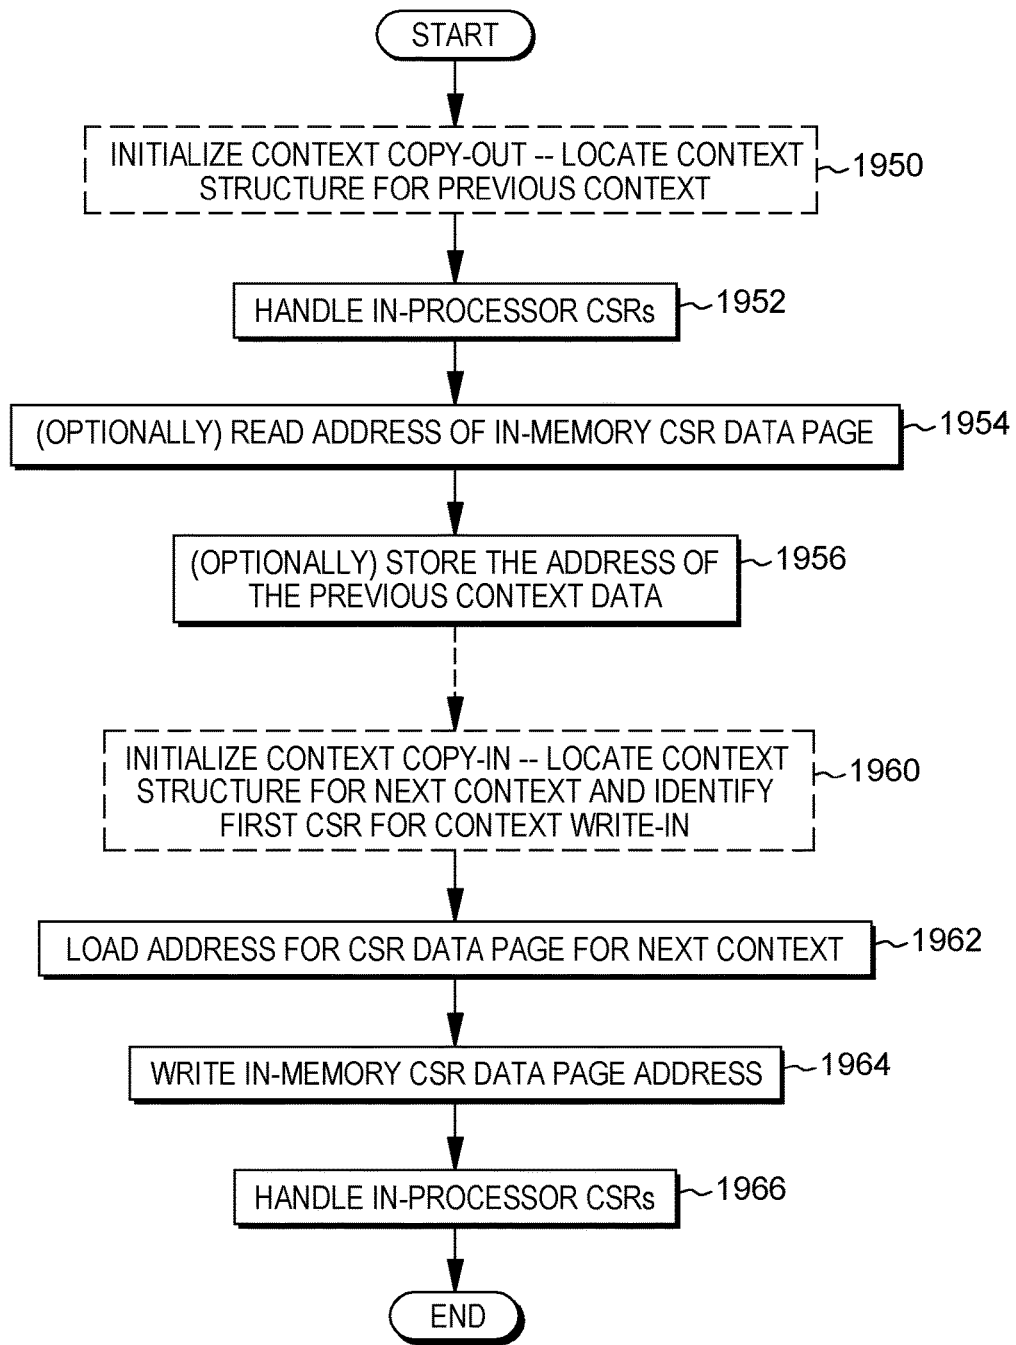 START
INITIALIZE CONTEXT COPY-OUT -- LOCATE CONTEXT
STRUCTURE FOR PREVIOUS CONTEXT
1950
HANDLE IN-PROCESSOR CSRs
1952
(OPTIONALLY) READ ADDRESS OF IN-MEMORY CSR DATA PAGE
1954
(OPTIONALLY) STORE THE ADDRESS OF
THE PREVIOUS CONTEXT DATA
1956
INITIALIZE CONTEXT COPY-IN -- LOCATE CONTEXT
STRUCTURE FOR NEXT CONTEXT AND IDENTIFY
FIRST CSR FOR CONTEXT WRITE-IN
1960
LOAD ADDRESS FOR CSR DATA PAGE FOR NEXT CONTEXT
1962
WRITE IN-MEMORY CSR DATA PAGE ADDRESS
1964
HANDLE IN-PROCESSOR CSRs
1966
END